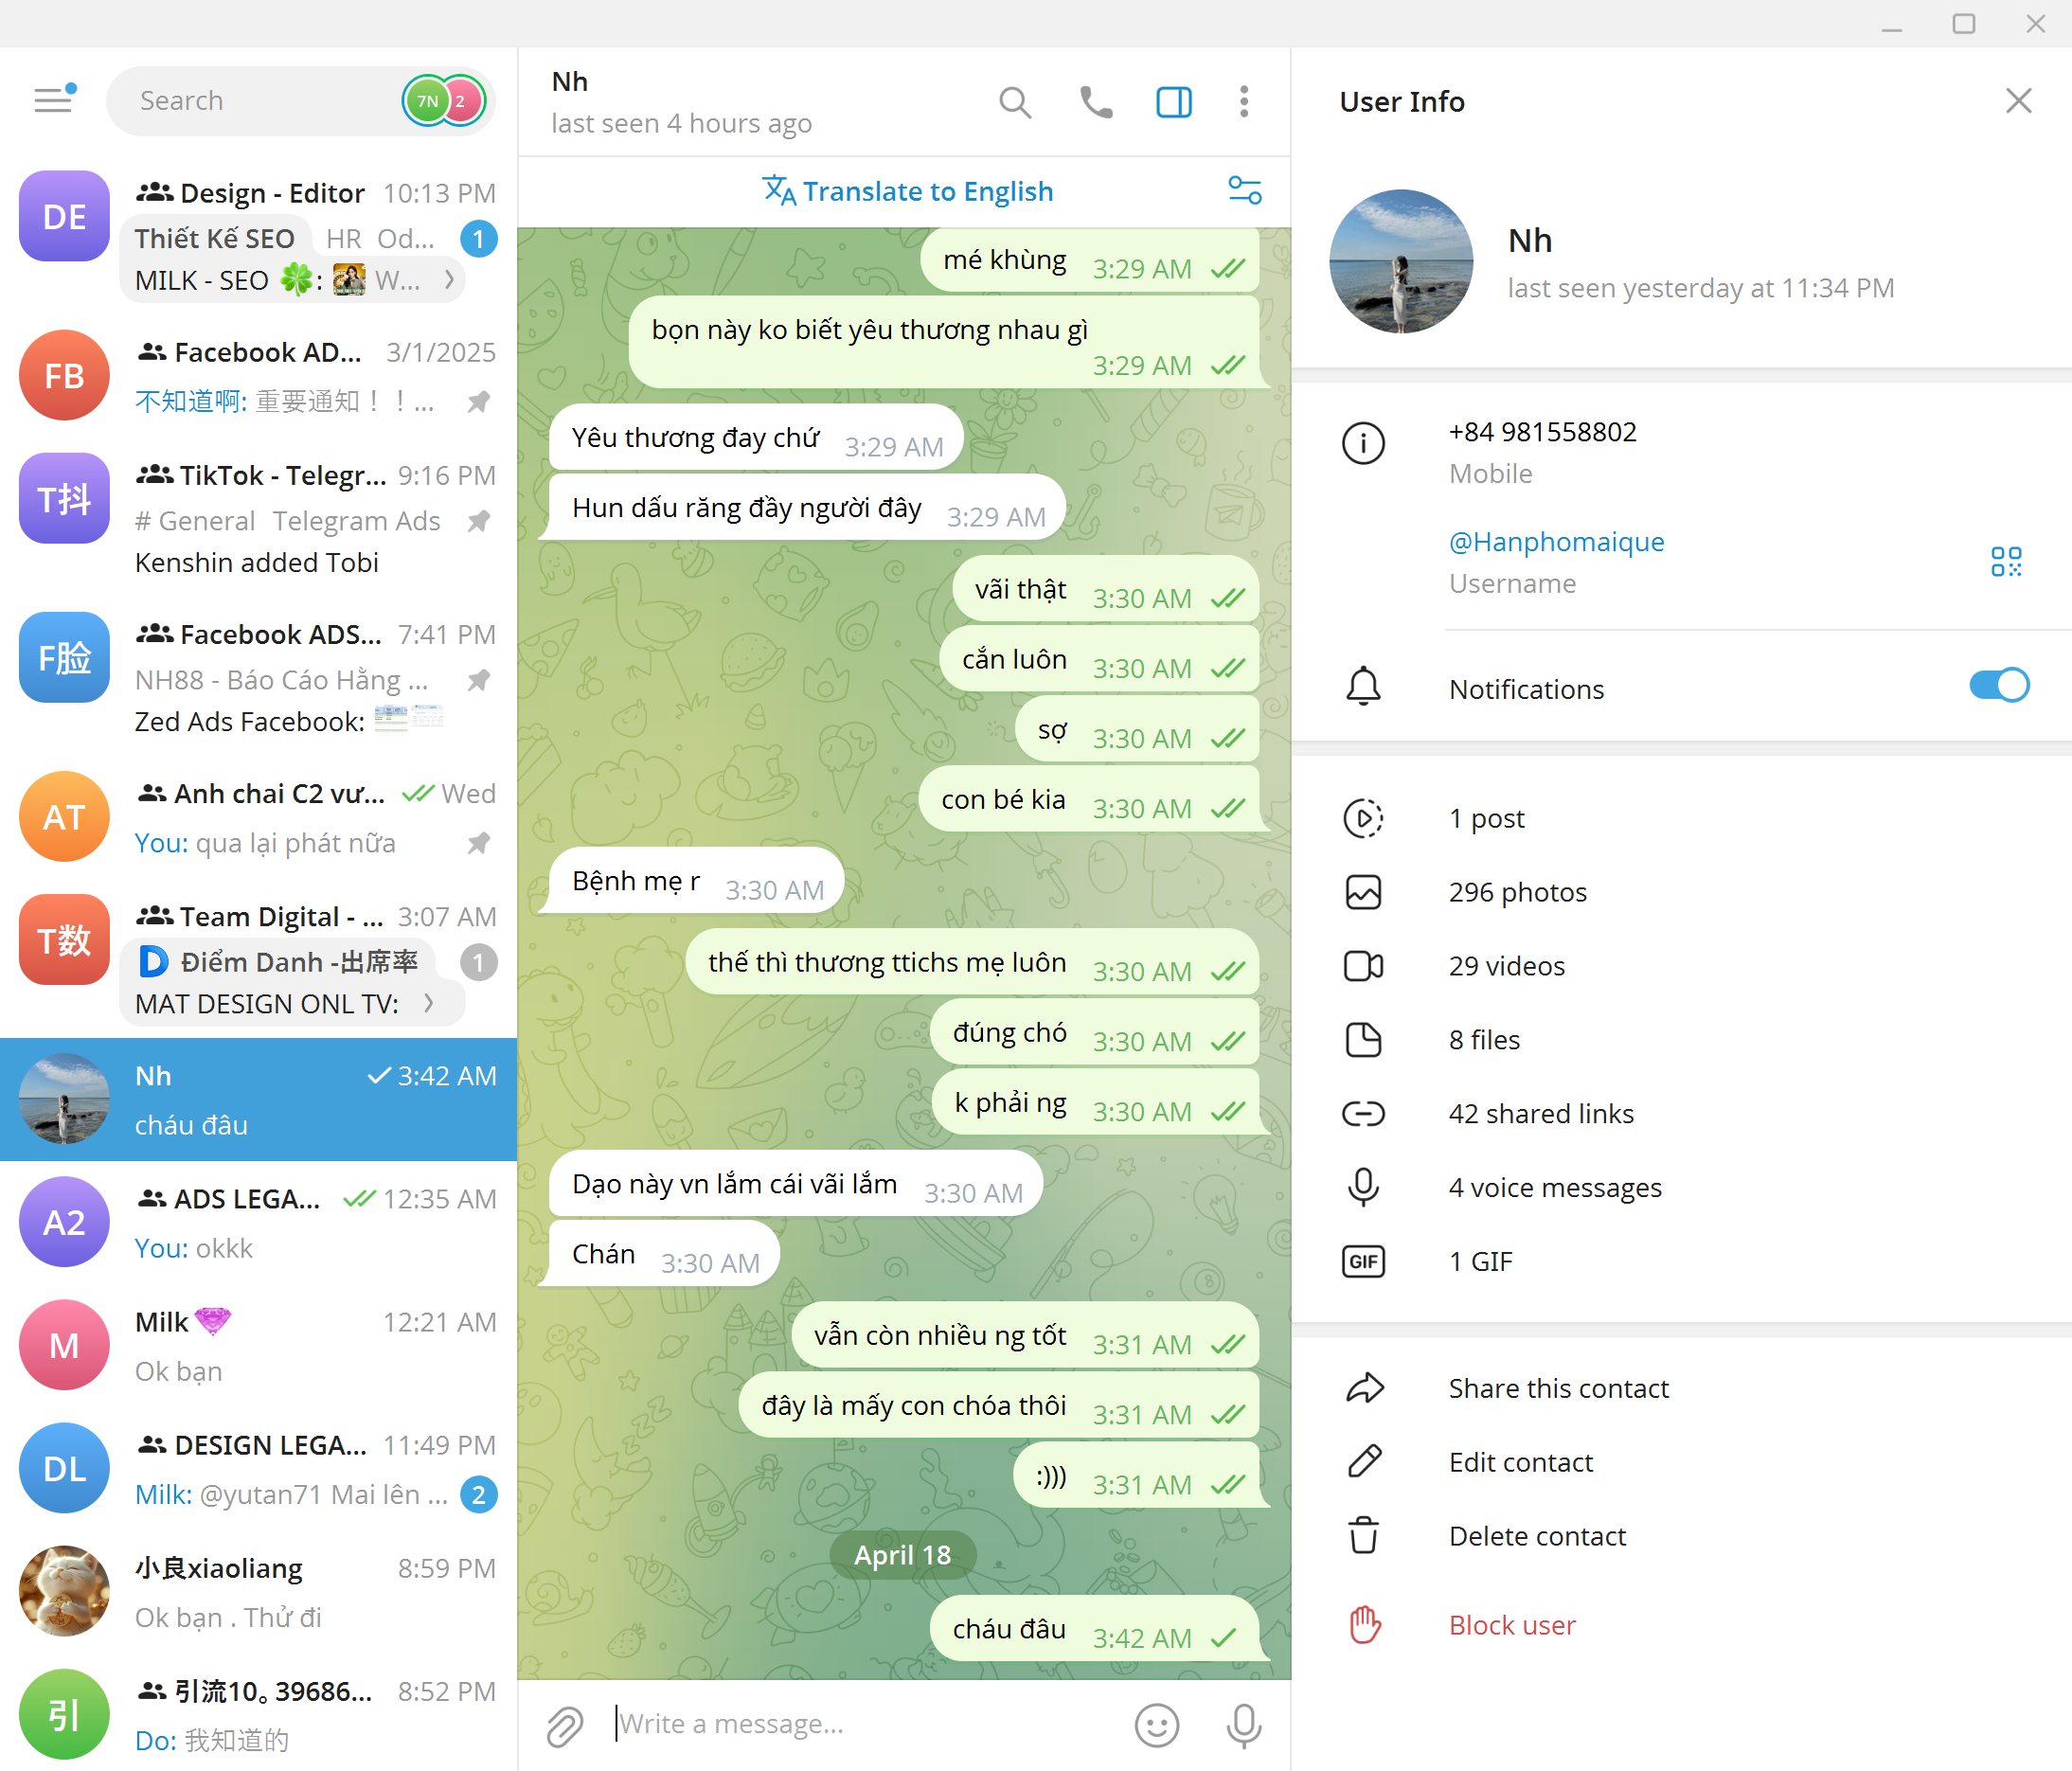 Search
7N
2
DE
Design - Editor
10:13 PM
Thiết Kế SEO
HR
Od...
1
MILK - SEO 🍀:
W...
FB
Facebook AD...
3/1/2025
不知道啊: 重要通知！！...
T抖
TikTok - Telegr...
9:16 PM
# General Telegram Ads
Kenshin added Tobi
F脸
Facebook ADS...
7:41 PM
NH88 - Báo Cáo Hằng ...
Zed Ads Facebook:
AT
Anh chai C2 vư...
Wed
You: qua lại phát nữa
T数
Team Digital - ...
3:07 AM
Điểm Danh -出席率
1
MAT DESIGN ONL TV:
Nh
3:42 AM
cháu đâu
A2
ADS LEGA...
12:35 AM
You: okkk
M
Milk
12:21 AM
Ok bạn
DL
DESIGN LEGA...
11:49 PM
Milk: @yutan71 Mai lên ...
2
小良xiaoliang
8:59 PM
Ok bạn . Thử đi
引
引流10。39686...
8:52 PM
Do: 我知道的
Nh
last seen 4 hours ago
Translate to English
mé khùng 3:29 AM
bọn này ko biết yêu thương nhau gì
3:29 AM
Yêu thương đay chứ 3:29 AM
Hun dấu răng đầy người đây 3:29 AM
vãi thật 3:30 AM
cắn luôn 3:30 AM
sợ 3:30 AM
con bé kia 3:30 AM
Bệnh mẹ r 3:30 AM
thế thì thương ttichs mẹ luôn 3:30 AM
đúng chó 3:30 AM
k phải ng 3:30 AM
Dạo này vn lắm cái vãi lắm 3:30 AM
Chán 3:30 AM
vẫn còn nhiều ng tốt 3:31 AM
đây là mấy con chóa thôi 3:31 AM
:))) 3:31 AM
April 18
cháu đâu 3:42 AM
Write a message...
User Info
Nh
last seen yesterday at 11:34 PM
+84 981558802
Mobile
@Hanphomaique
Username
Notifications
1 post
296 photos
29 videos
8 files
42 shared links
4 voice messages
GIF
1 GIF
Share this contact
Edit contact
Delete contact
Block user